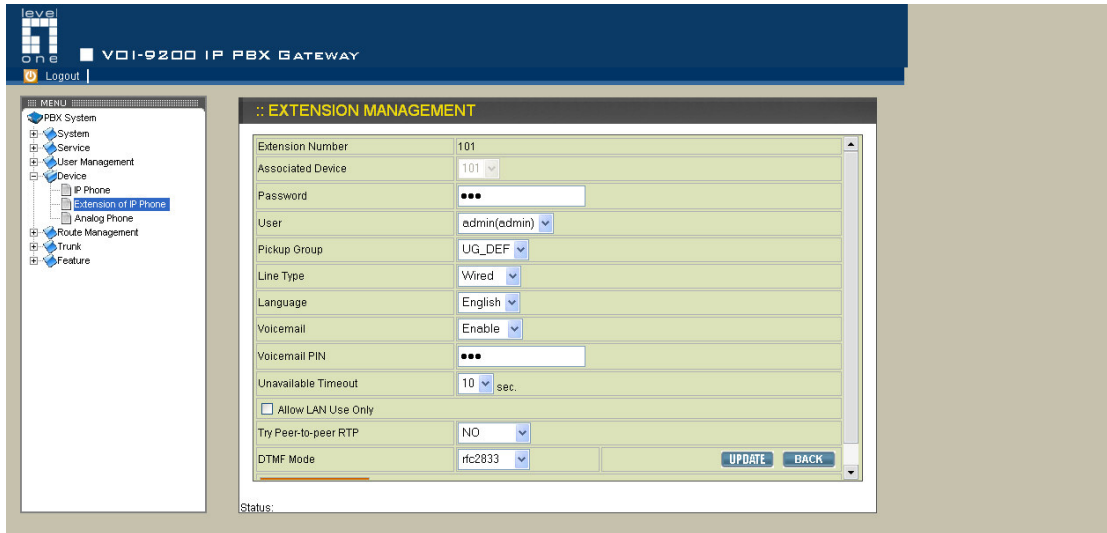 level
one
VOI-9200 IP PBX GATEWAY
Logout
MENU
PBX System
System
Service
User Management
Device
IP Phone
Extension of IP Phone
Analog Phone
Route Management
Trunk
Feature
:: EXTENSION MANAGEMENT
Extension Number 101
Associated Device 101
Password •••
User admin(admin)
Pickup Group UG_DEF
Line Type Wired
Language English
Voicemail Enable
Voicemail PIN •••
Unavailable Timeout 10 sec.
Allow LAN Use Only
Try Peer-to-peer RTP NO
DTMF Mode rfc2833 UPDATE BACK
Status: